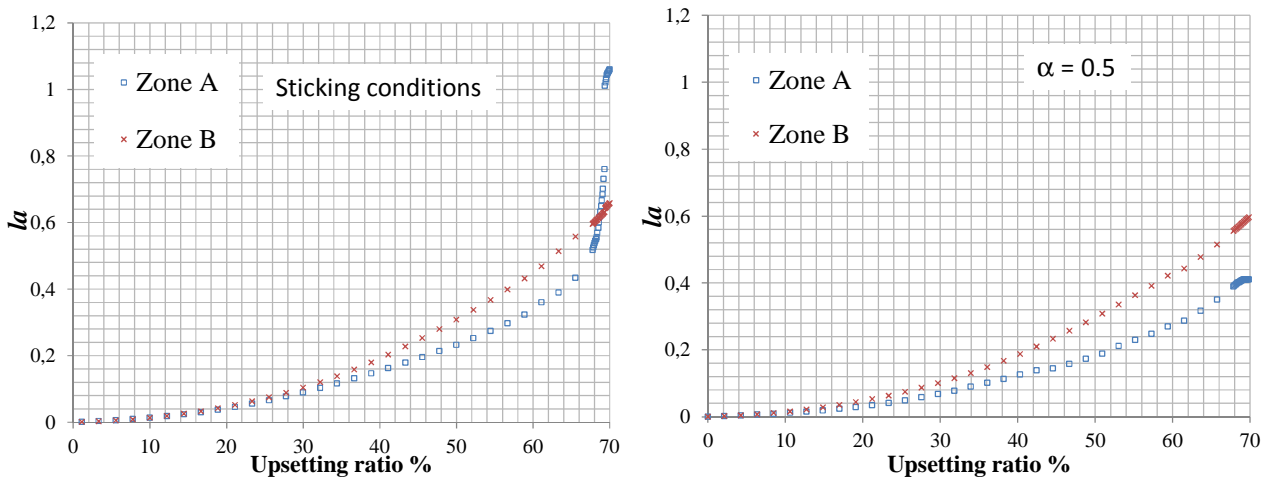 1,2
1
0,8
0,6
0,4
0,2
0
la
Zone A
Zone B
Sticking conditions
0 10 20 30 40 50 60 70
Upsetting ratio %
1,2
1
0,8
0,6
0,4
0,2
0
la
Zone A
Zone B
α = 0.5
0 10 20 30 40 50 60 70
Upsetting ratio %